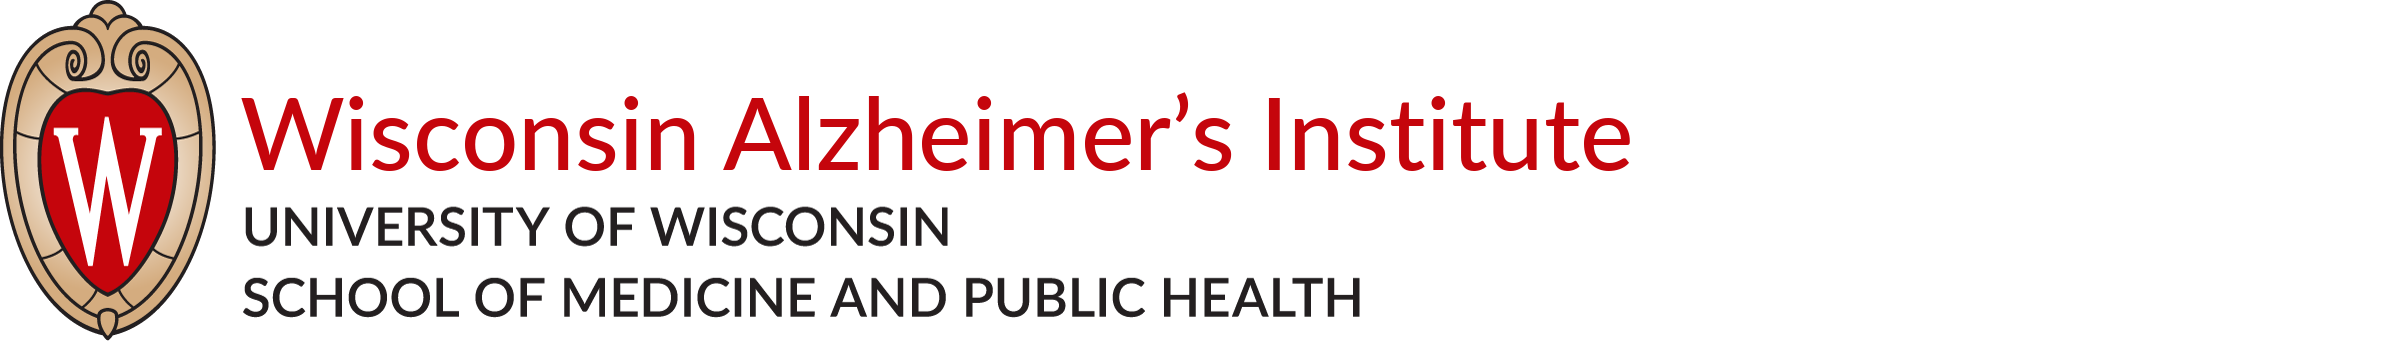 W
Wisconsin Alzheimer’s Institute
UNIVERSITY OF WISCONSIN
SCHOOL OF MEDICINE AND PUBLIC HEALTH